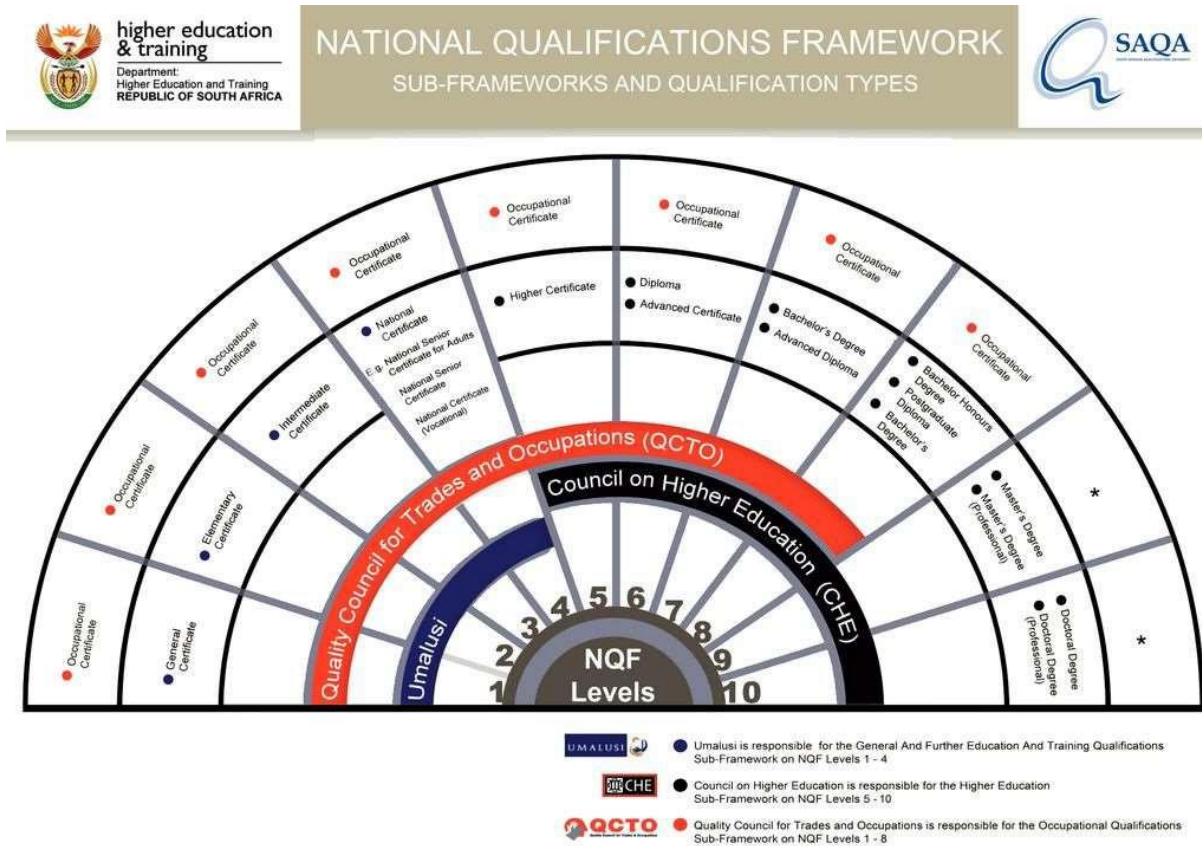 higher education
& training
Department:
Higher Education and Training
REPUBLIC OF SOUTH AFRICA
NATIONAL QUALIFICATIONS FRAMEWORK
SUB-FRAMEWORKS AND QUALIFICATION TYPES
SAQA
Occupational
Certificate
Occupational
Certificate
Occupational
Certificate
Occupational
Certificate
Occupational
Certificate
Occupational
Certificate
Occupational
Certificate
Occupational
Certificate
*
*
General
Certificate
Elementary
Certificate
Intermediate
Certificate
National
Certificate
E.g. National Senior
Certificate for Adults
National Senior
Certificate
National Certificate
(Vocational)
Higher Certificate
Diploma
Advanced Certificate
Bachelor's Degree
Advanced Diploma
Bachelor Honours
Degree
Postgraduate
Diploma
Bachelor's
Degree
Master's Degree
Master's Degree
(Professional)
Doctoral Degree
Doctoral Degree
(Professional)
Quality Council for Trades and Occupations (QCTO)
Council on Higher Education (CHE)
Umalusi
1
2
3
4
5
6
7
8
9
10
NQF
Levels
UMALUSI
Umalusi is responsible for the General And Further Education And Training Qualifications
Sub-Framework on NQF Levels 1 - 4
CHE
Council on Higher Education is responsible for the Higher Education
Sub-Framework on NQF Levels 5 - 10
QCTO
Quality Council for Trades and Occupations is responsible for the Occupational Qualifications
Sub-Framework on NQF Levels 1 - 8